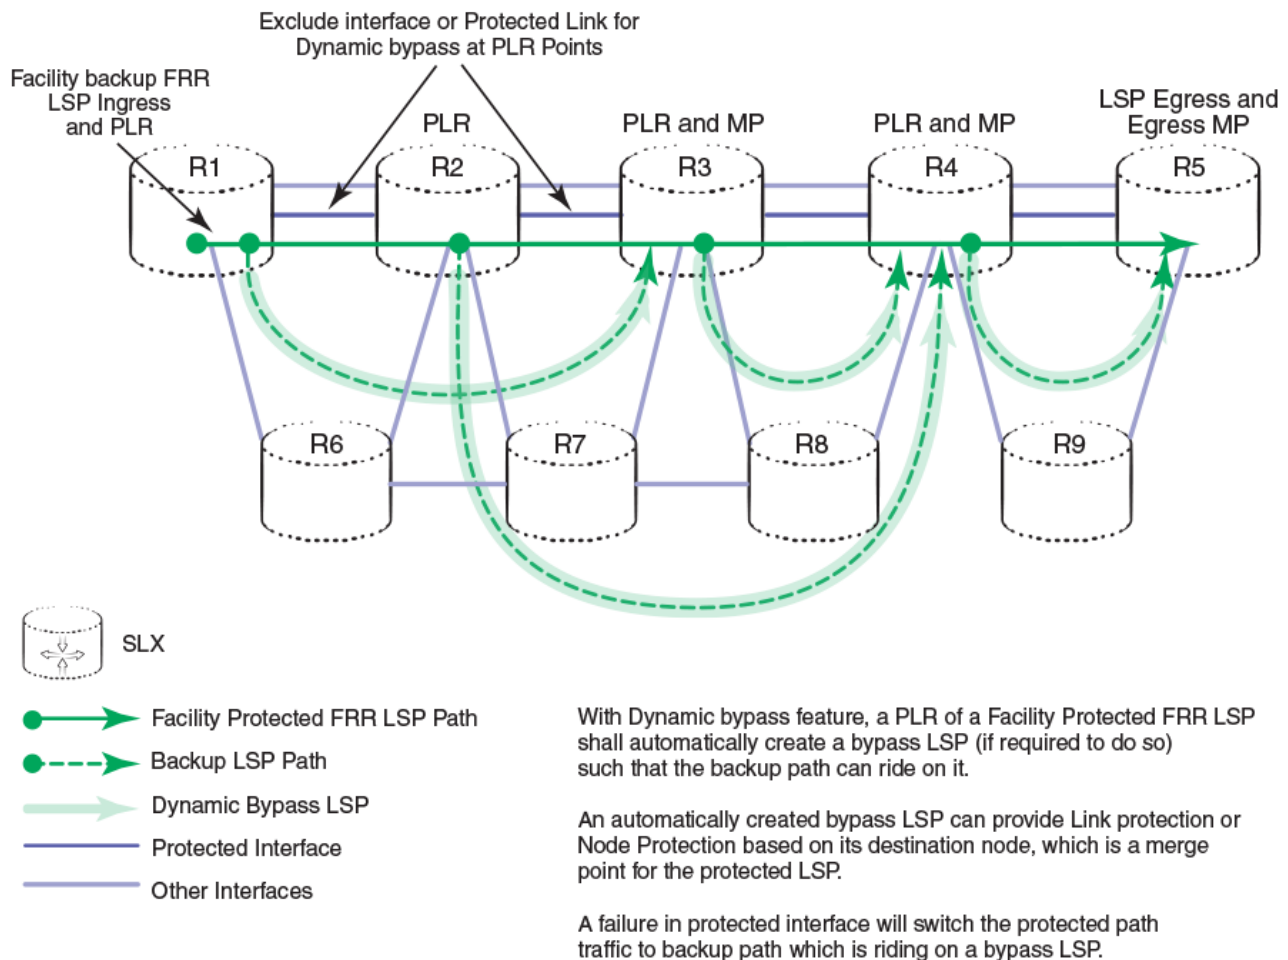 Exclude interface or Protected Link for
Dynamic bypass at PLR Points
Facility backup FRR
LSP Ingress
and PLR
PLR
PLR and MP
PLR and MP
LSP Egress and
Egress MP
R1
R2
R3
R4
R5
R6
R7
R8
R9
SLX
Facility Protected FRR LSP Path
Backup LSP Path
Dynamic Bypass LSP
Protected Interface
Other Interfaces
With Dynamic bypass feature, a PLR of a Facility Protected FRR LSP
shall automatically create a bypass LSP (if required to do so)
such that the backup path can ride on it.
An automatically created bypass LSP can provide Link protection or
Node Protection based on its destination node, which is a merge
point for the protected LSP.
A failure in protected interface will switch the protected path
traffic to backup path which is riding on a bypass LSP.